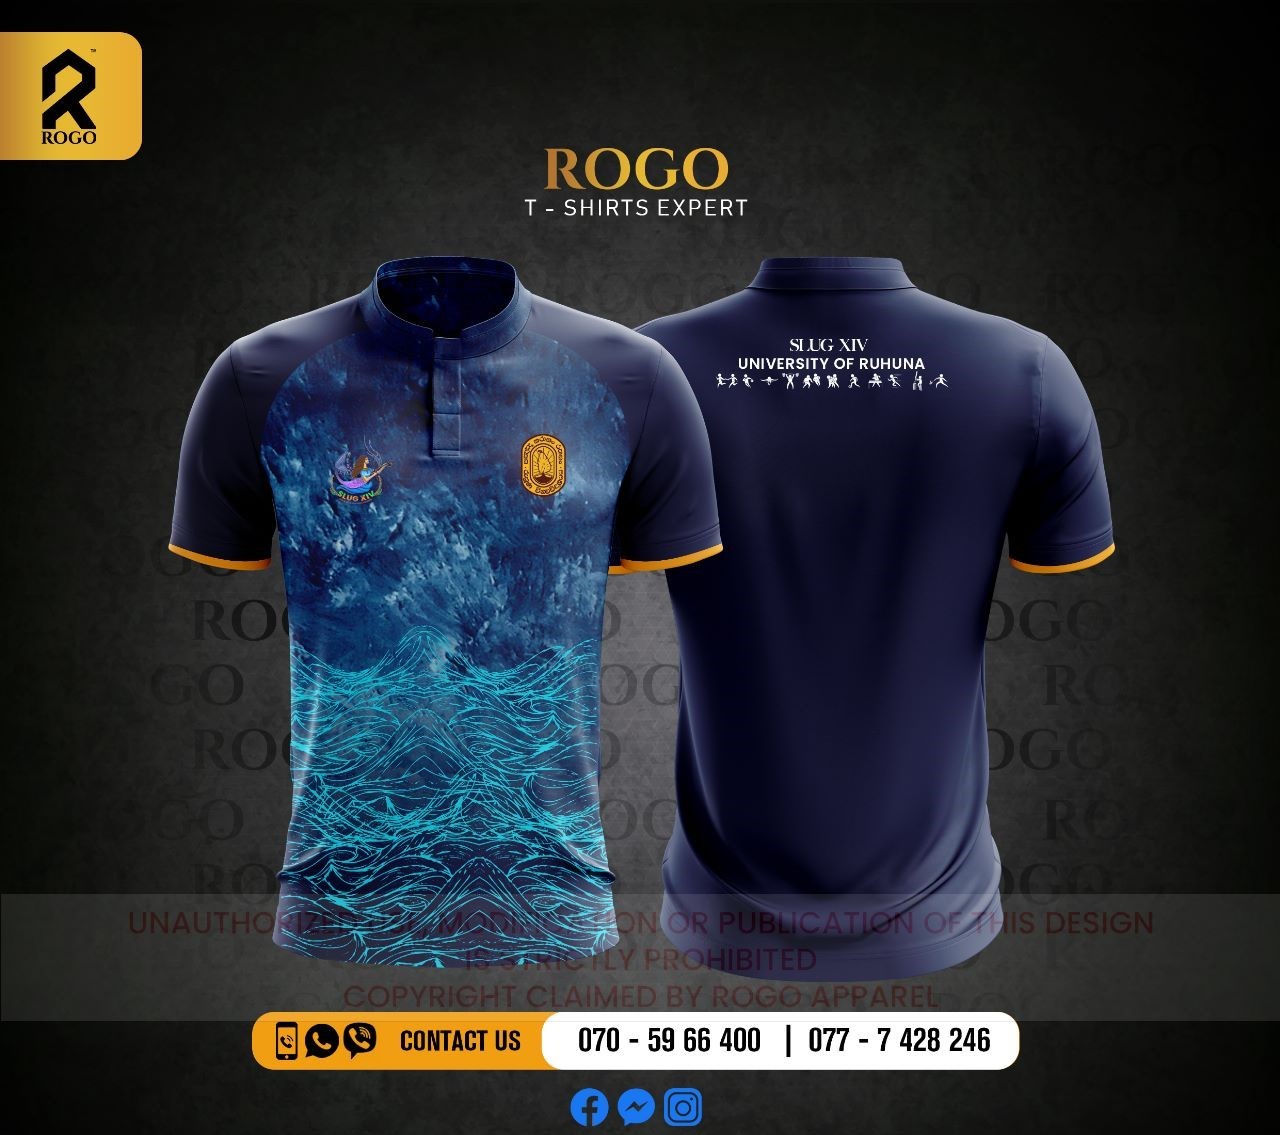 ROGO
ROGO
T - SHIRTS EXPERT
SLUG XIV
SLUG XIV
UNIVERSITY OF RUHUNA
UNAUTHORIZED USE, MODIFICATION OR PUBLICATION OF THIS DESIGN
IS STRICTLY PROHIBITED
COPYRIGHT CLAIMED BY ROGO APPAREL
CONTACT US 070 - 59 66 400 | 077 - 7 428 246